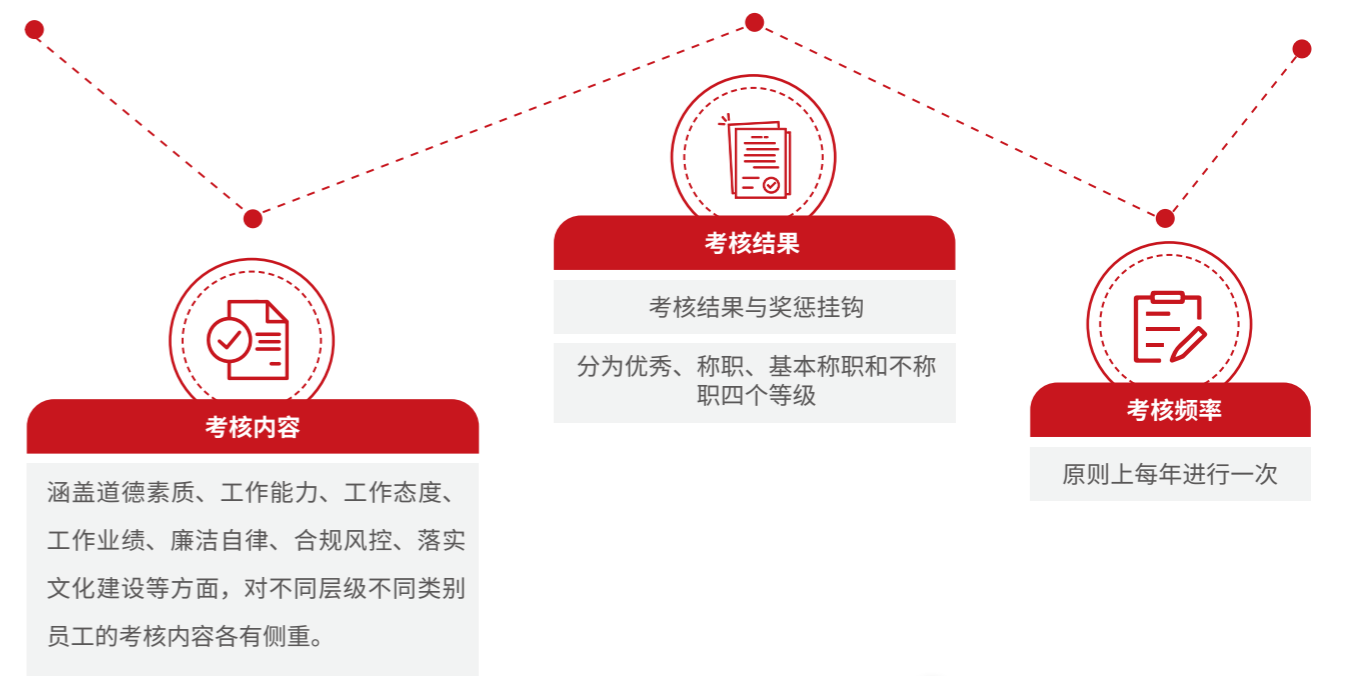 考核内容
涵盖道德素质、工作能力、工作态度、
工作业绩、廉洁自律、合规风控、落实
文化建设等方面，对不同层级不同类别
员工的考核内容各有侧重。
考核结果
考核结果与奖惩挂钩
分为优秀、称职、基本称职和不称
职四个等级
考核频率
原则上每年进行一次